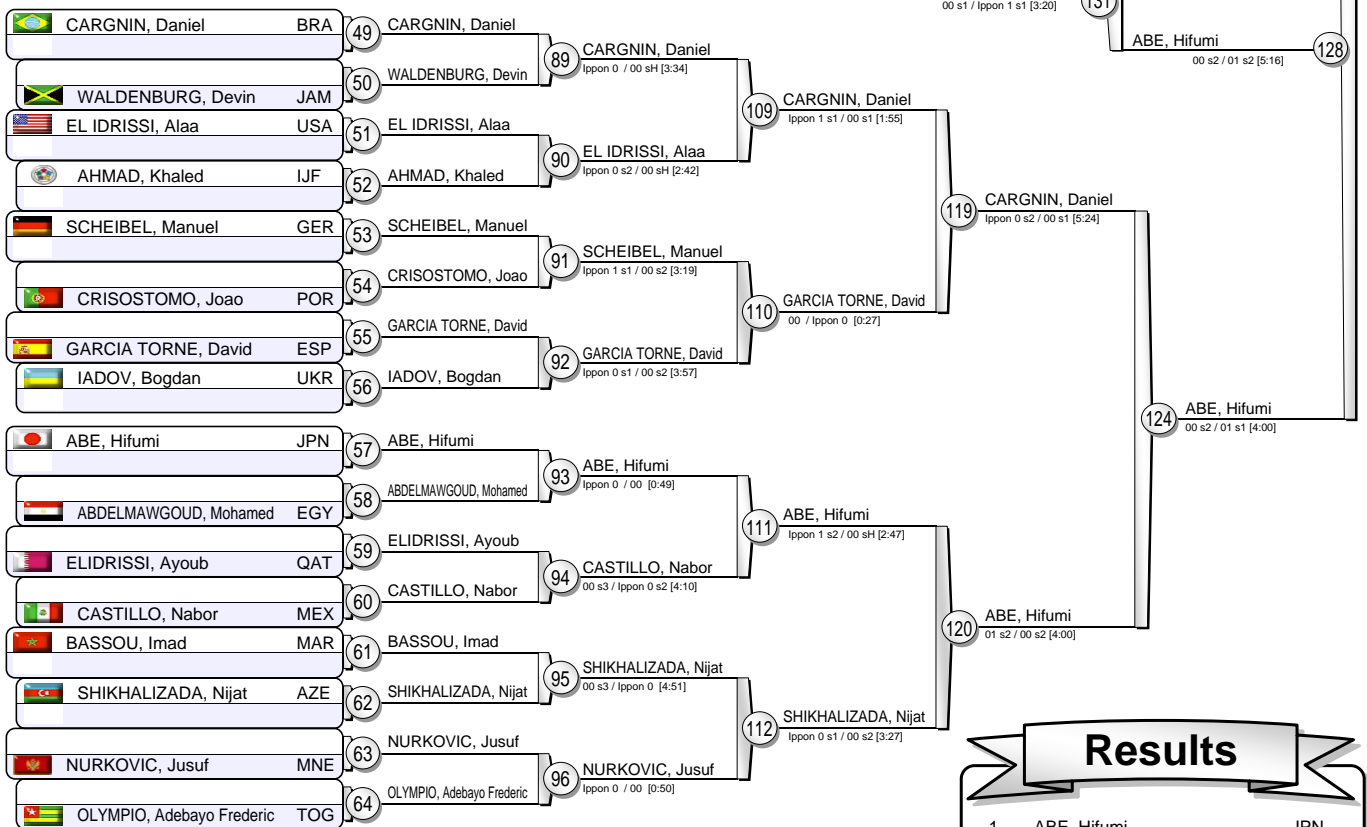 00 s1 / Ippon 1 s1 [3:20]
131
ABE, Hifumi
128
00 s2 / 01 s2 [5:16]
CARGNIN, Daniel BRA
49
CARGNIN, Daniel
WALDENBURG, Devin JAM
50
WALDENBURG, Devin
89
CARGNIN, Daniel
Ippon 0 / 00 sH [3:34]
EL IDRISSI, Alaa USA
51
EL IDRISSI, Alaa
AHMAD, Khaled IJF
52
AHMAD, Khaled
90
EL IDRISSI, Alaa
Ippon 0 s2 / 00 sH [2:42]
109
CARGNIN, Daniel
Ippon 1 s1 / 00 s1 [1:55]
SCHEIBEL, Manuel GER
53
SCHEIBEL, Manuel
CRISOSTOMO, Joao POR
54
CRISOSTOMO, Joao
91
SCHEIBEL, Manuel
Ippon 1 s1 / 00 s2 [3:19]
GARCIA TORNE, David ESP
55
GARCIA TORNE, David
IADOV, Bogdan UKR
56
IADOV, Bogdan
92
GARCIA TORNE, David
Ippon 0 s1 / 00 s2 [3:57]
110
GARCIA TORNE, David
00 / Ippon 0 [0:27]
119
CARGNIN, Daniel
Ippon 0 s2 / 00 s1 [5:24]
124
ABE, Hifumi
00 s2 / 01 s1 [4:00]
ABE, Hifumi JPN
57
ABE, Hifumi
ABDELMAWGOUD, Mohamed EGY
58
ABDELMAWGOUD, Mohamed
93
ABE, Hifumi
Ippon 0 / 00 [0:49]
ELIDRISSI, Ayoub QAT
59
ELIDRISSI, Ayoub
CASTILLO, Nabor MEX
60
CASTILLO, Nabor
94
CASTILLO, Nabor
00 s3 / Ippon 0 s2 [4:10]
111
ABE, Hifumi
Ippon 1 s2 / 00 sH [2:47]
BASSOU, Imad MAR
61
BASSOU, Imad
SHIKHALIZADA, Nijat AZE
62
SHIKHALIZADA, Nijat
95
SHIKHALIZADA, Nijat
00 s3 / Ippon 0 [4:51]
NURKOVIC, Jusuf MNE
63
NURKOVIC, Jusuf
OLYMPIO, Adebayo Frederic TOG
64
OLYMPIO, Adebayo Frederic
96
NURKOVIC, Jusuf
Ippon 0 / 00 [0:50]
112
SHIKHALIZADA, Nijat
Ippon 0 s1 / 00 s2 [3:27]
120
ABE, Hifumi
01 s2 / 00 s2 [4:00]
Results
1 ABE, Hifumi JPN